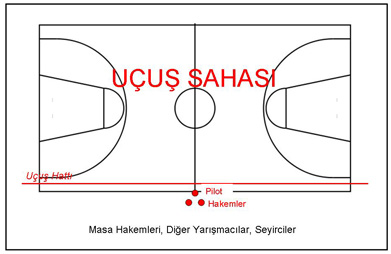 UÇUŞ SAHASI
Uçuş Hattı
Pilot
Hakemler
Masa Hakemleri, Diğer Yarışmacılar, Seyirciler